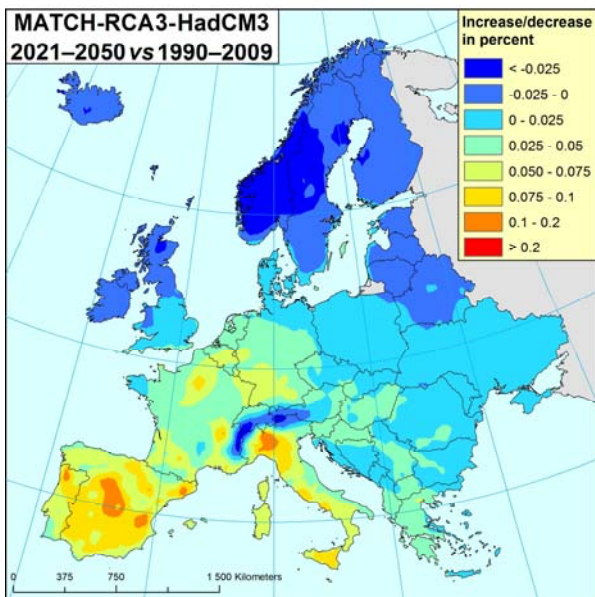 MATCH-RCA3-HadCM3
2021–2050 vs 1990–2009
Increase/decrease
in percent
< -0.025
-0.025 - 0
0 - 0.025
0.025 - 0.05
0.050 - 0.075
0.075 - 0.1
0.1 - 0.2
> 0.2
0 375 750 1 500 Kilometers